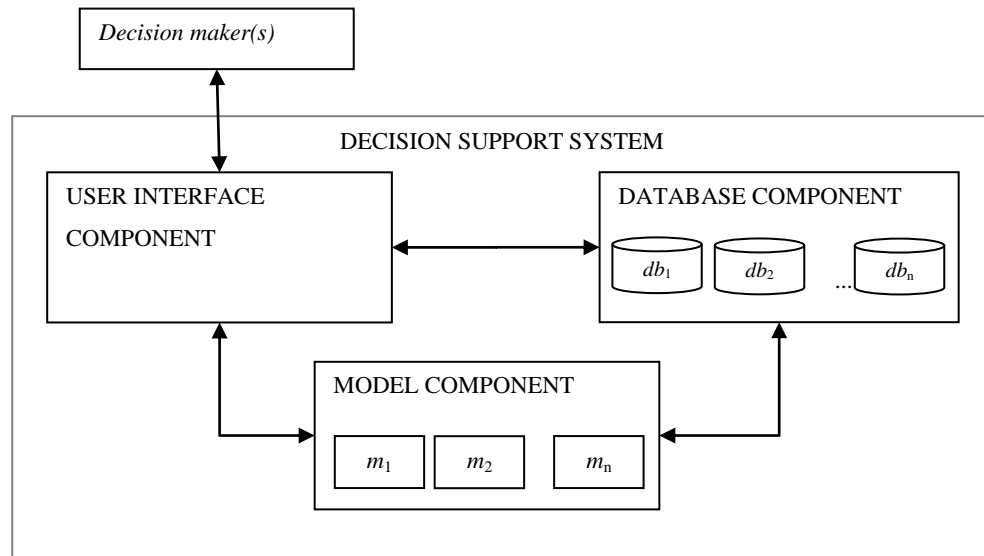 Decision maker(s)
DECISION SUPPORT SYSTEM
USER INTERFACE
COMPONENT
DATABASE COMPONENT
db1 db2 ... dbn
MODEL COMPONENT
m1 m2 mn